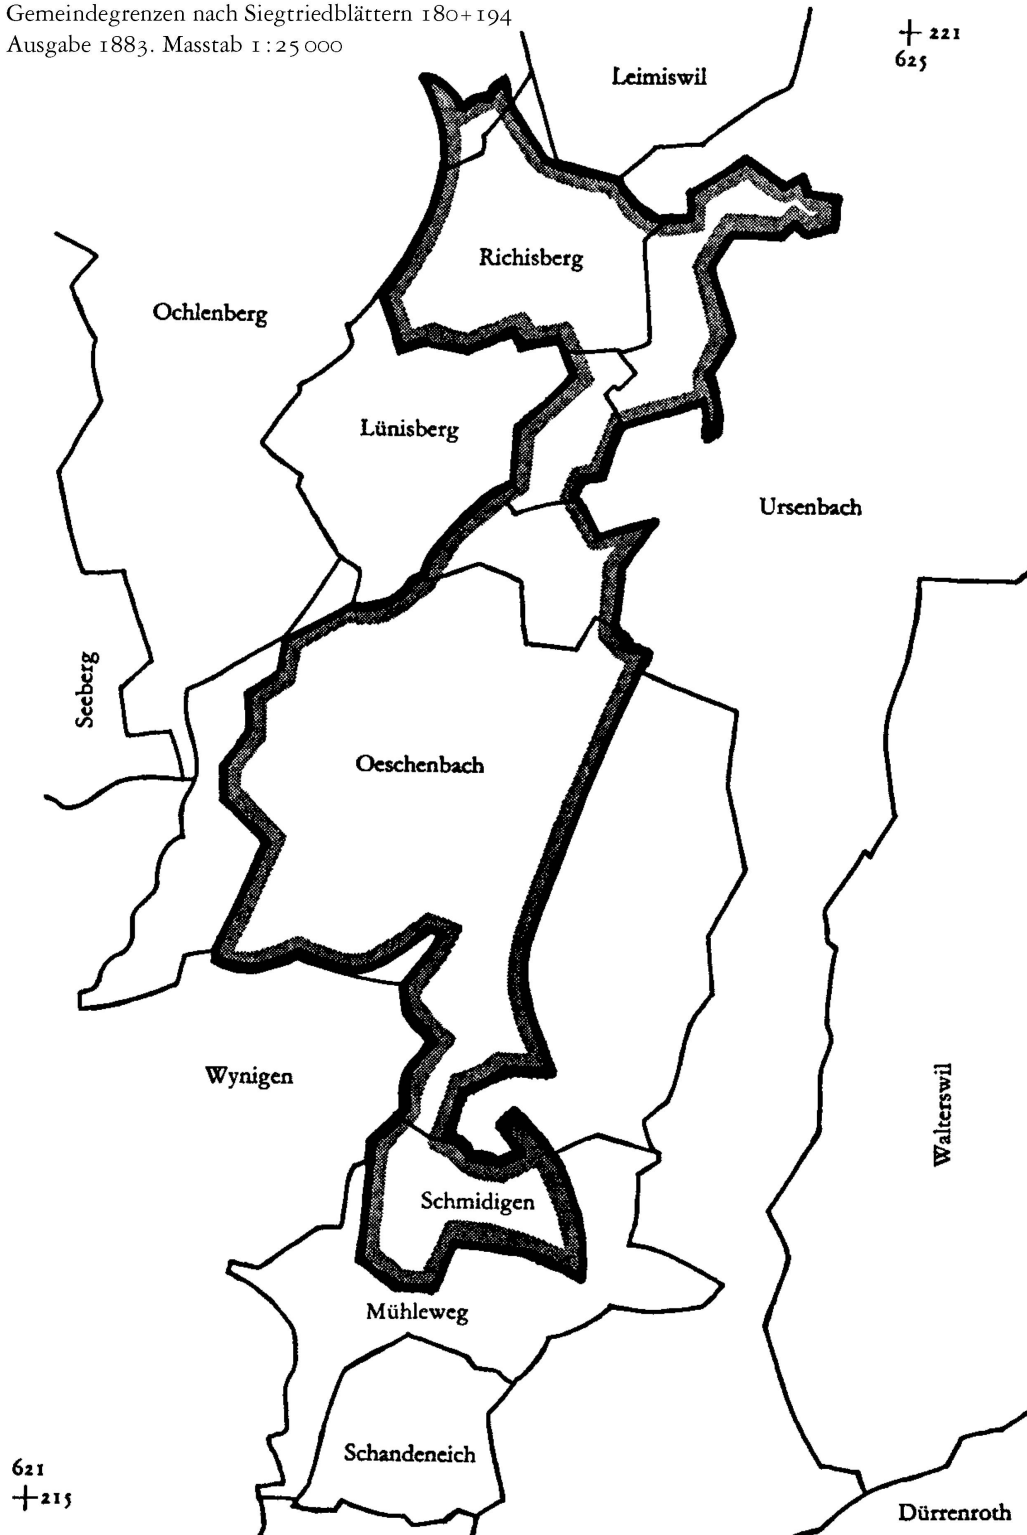 Gemeindegrenzen nach Siegtriedblättern 180+194
Ausgabe 1883. Masstab 1:25 000
221
625
Leimiswil
Richisberg
Ochlenberg
Lünisberg
Ursenbach
Seeberg
Oeschenbach
Wynigen
Walterswil
Schmidigen
Mühleweg
Schandeneich
621
215
Dürrenroth